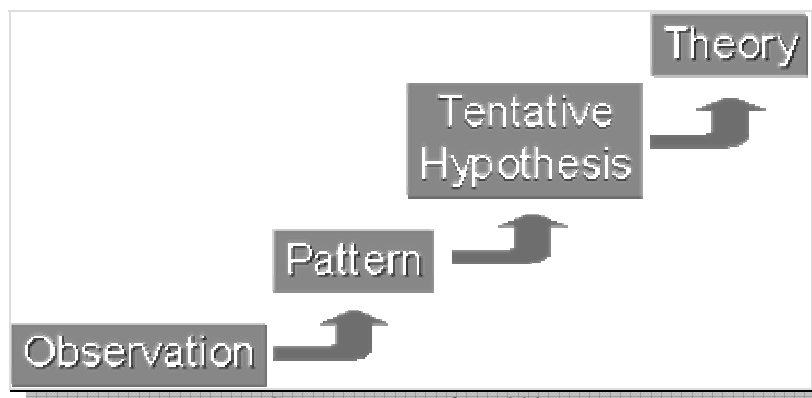 Theory
Tentative
Hypothesis
Pattern
Observation